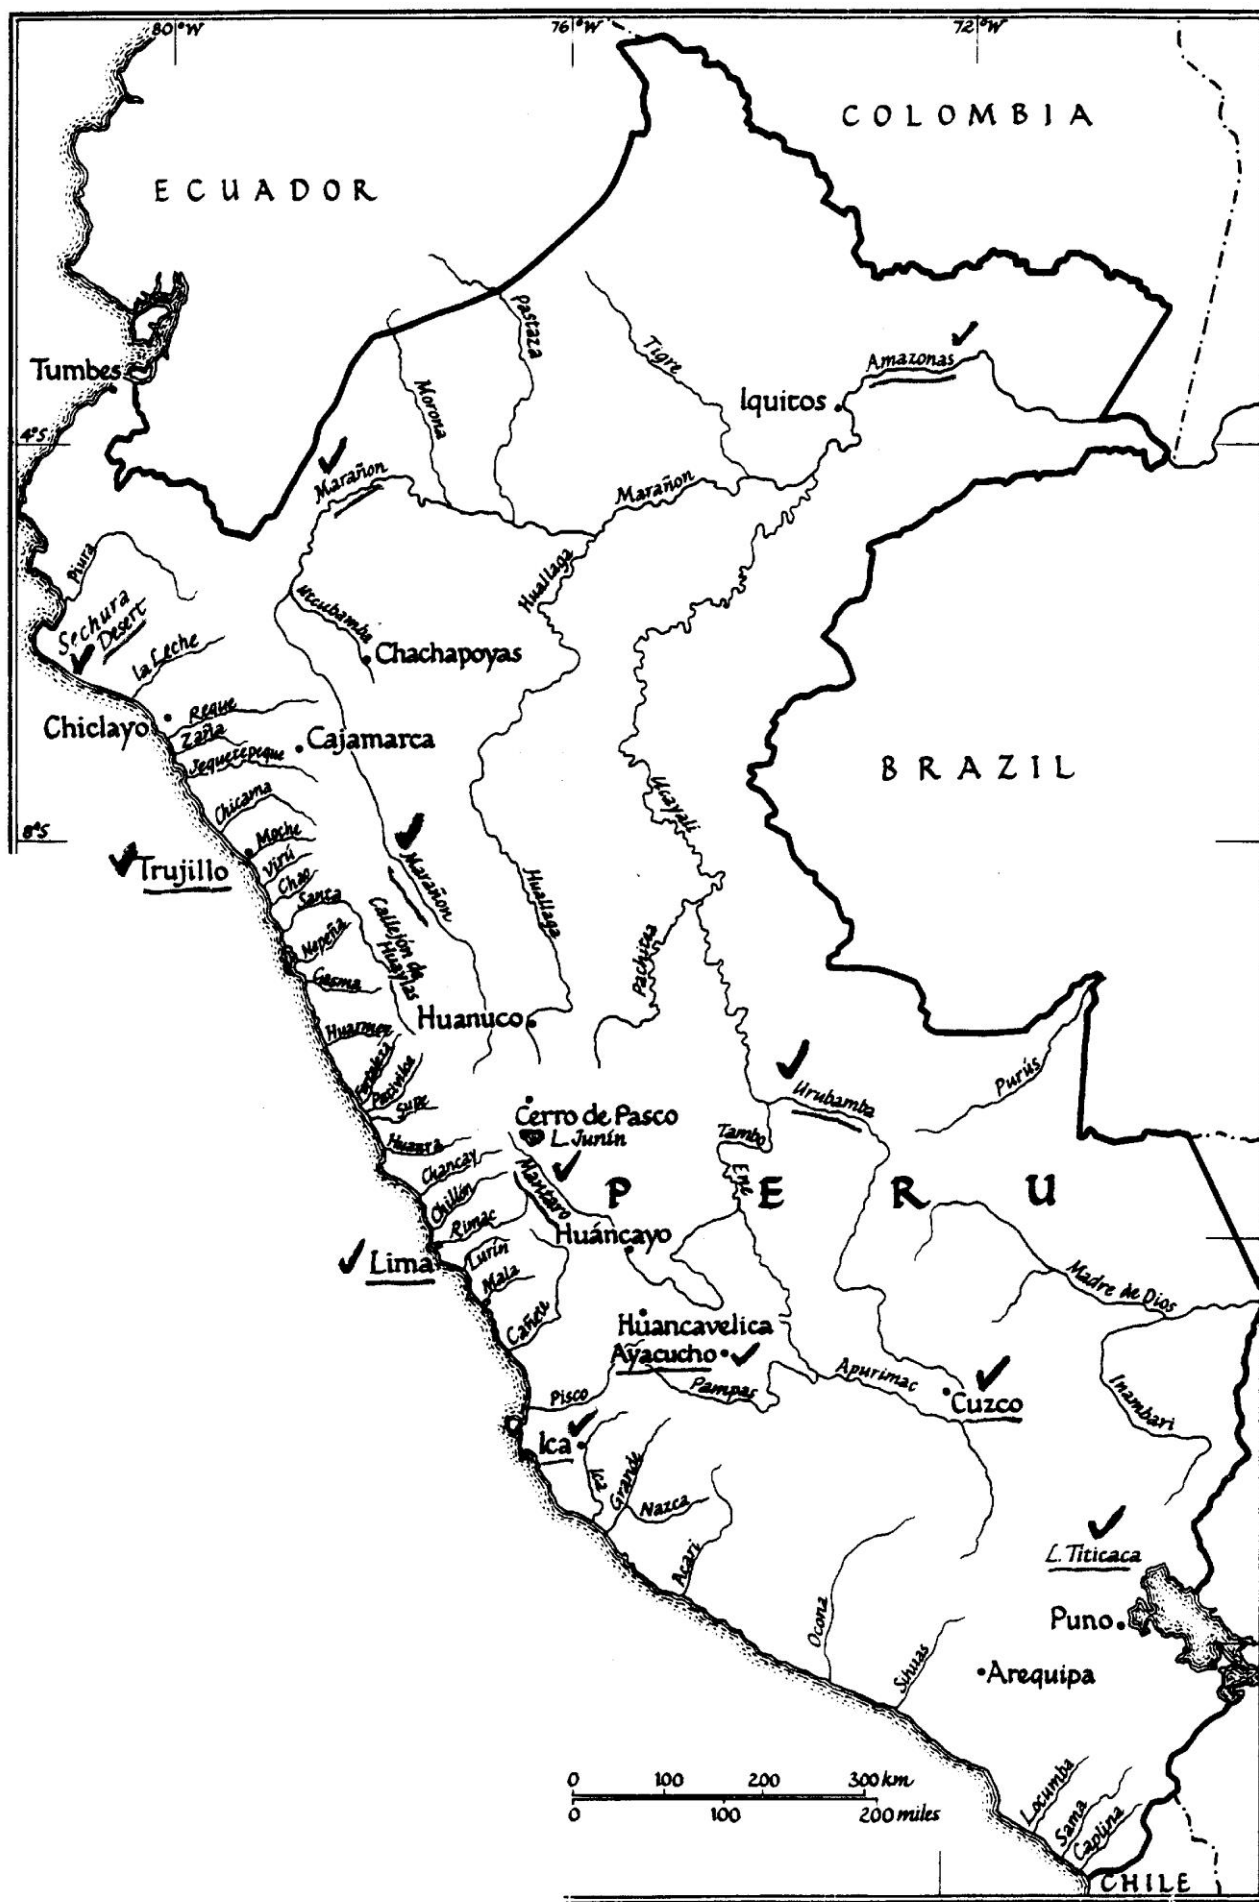 80°W
76°W
72°W
COLOMBIA
ECUADOR
Pastaza
Tigre
Amazonas
Tumbes
Morona
Iquitos
4°S
Marañon
Marañon
Piura
Huallaga
Sechura
Desert
Utcubamba
La Leche
Chachapoyas
Reque
Chiclayo
Zaña
Cajamarca
Jequetepeque
BRAZIL
Ucayali
Chicama
8°S
Moche
Trujillo
Virú
Marañon
Chao
Santa
Huallaga
Callejón de
Huaylas
Nepeña
Pachitea
Casma
Huanuco
Huarmey
Fortaleza
Pativilca
Supe
Purús
Urubamba
Cerro de Pasco
L. Junín
Tambo
Huaura
Chancay
Mantaro
Ene
PERU
Chillón
Rimac
Huáncayo
Lima
Lurín
Mala
Madre de Dios
Cañete
Huancavelica
Ayacucho
Apurimac
Pampas
Pisco
Cuzco
Inambari
Ica
Ica
Grande
Nazca
Acarí
L. Titicaca
Ocona
Puno
Sihuas
Arequipa
0 100 200 300 km
0 100 200 miles
Locumba
Sama
Caplina
CHILE